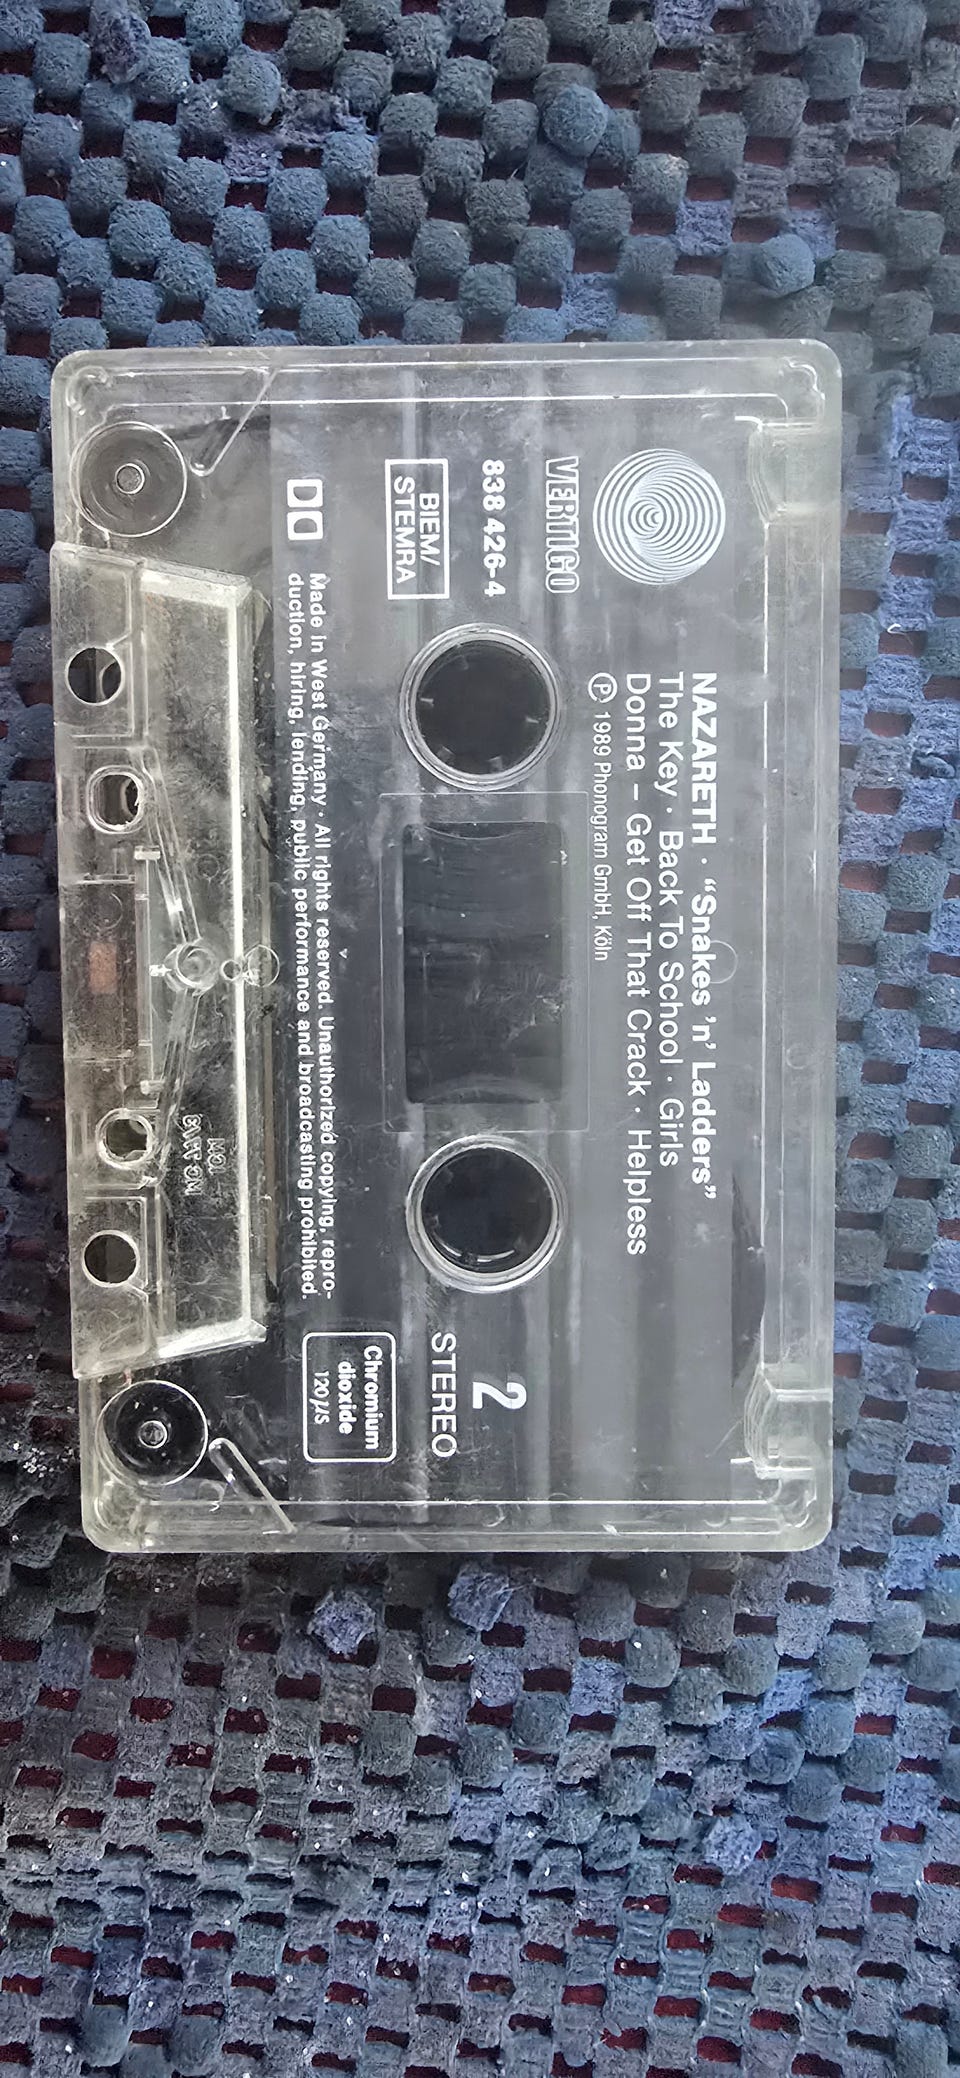 NAZARETH · “Snakes ’n’ Ladders”
The Key · Back To School · Girls
Donna – Get Off That Crack · Helpless
Ⓟ 1989 Phonogram GmbH, Köln
VERTIGO
838 426-4
BIEM/
STEMRA
2
STEREO
Chromium
dioxide
120 µs
Made in West Germany · All rights reserved. Unauthorized copying, repro-
duction, hiring, lending, public performance and broadcasting prohibited.